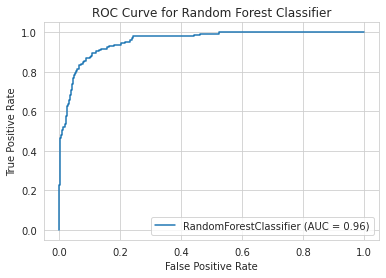 ROC Curve for Random Forest Classifier
1.0
0.8
0.6
0.4
0.2
0.0
True Positive Rate
RandomForestClassifier (AUC = 0.96)
0.0 0.2 0.4 0.6 0.8 1.0
False Positive Rate